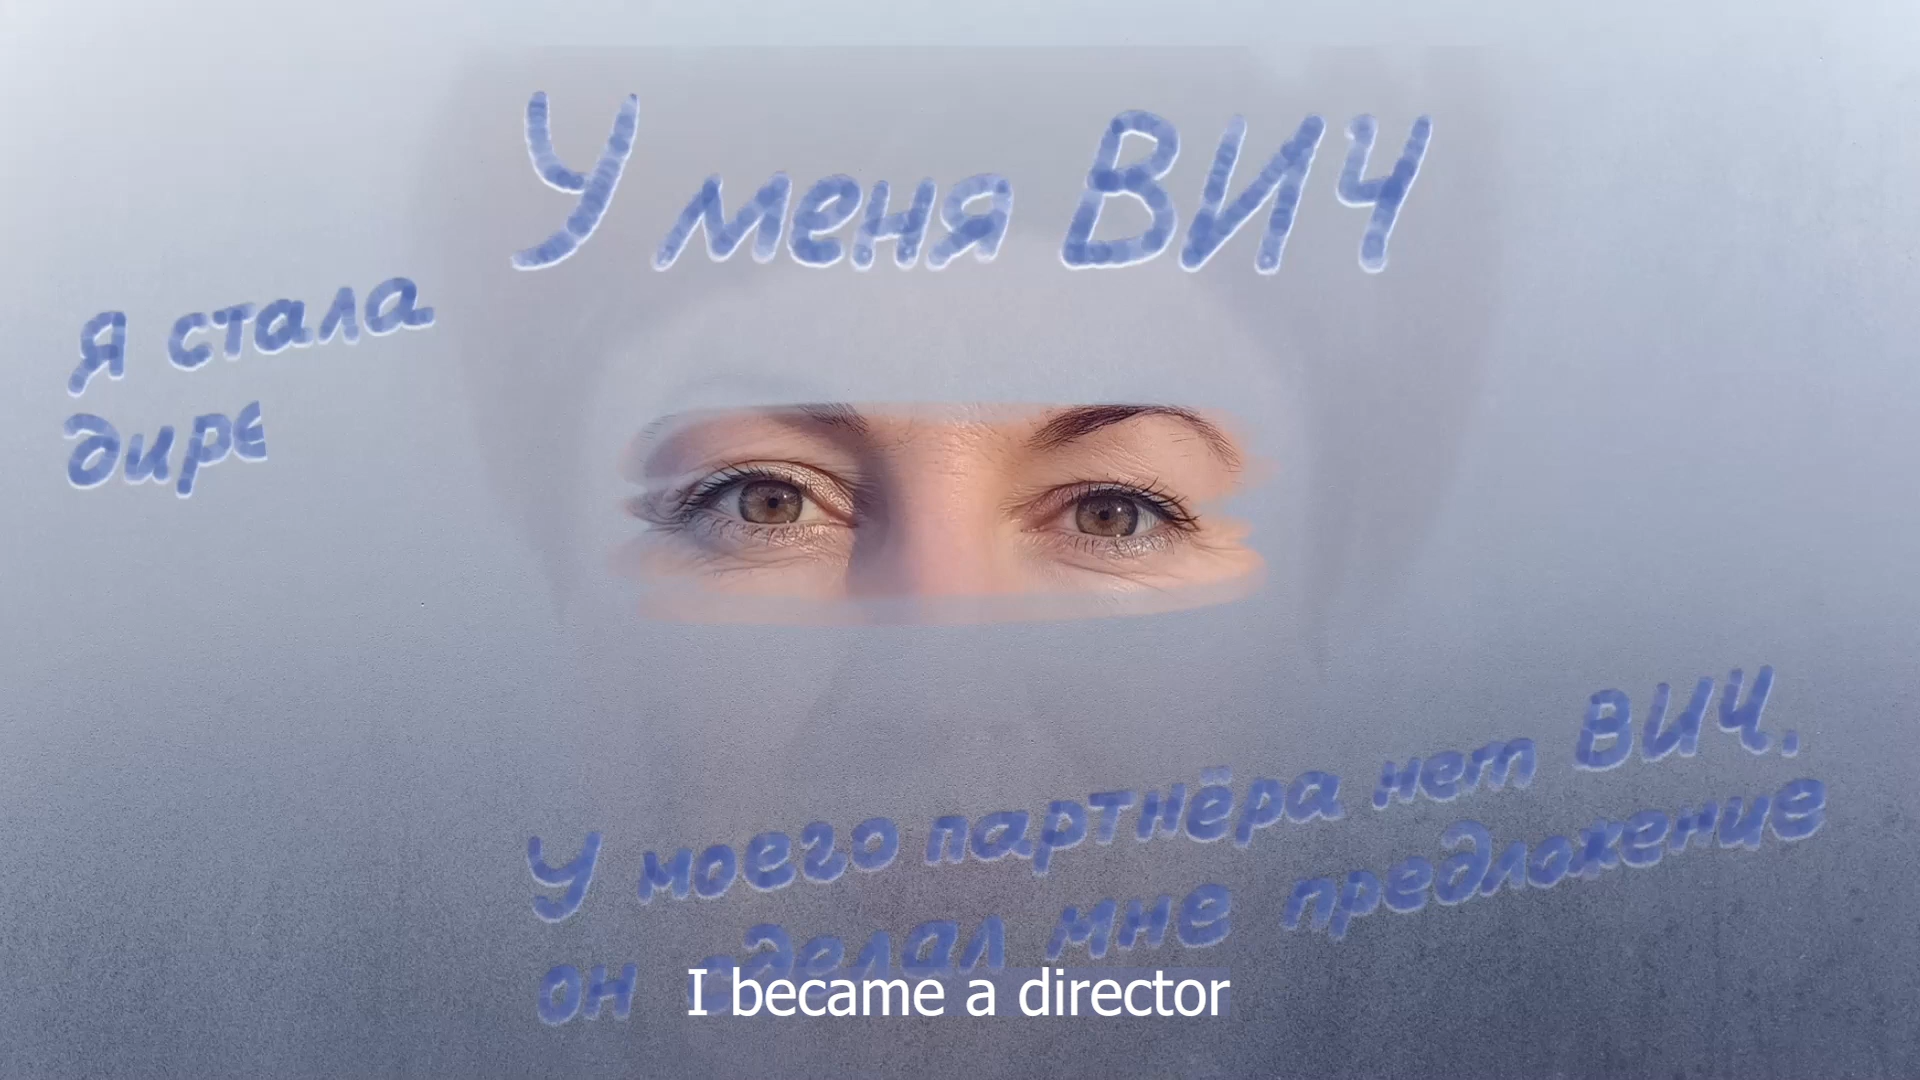 У меня ВИЧ
я стала
дире
У моего партнёра нет ВИЧ.
он сделал мне предложение
I became a director